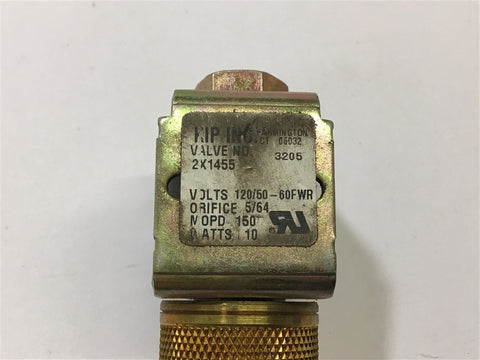 KIP INC FARMINGTON
CT 06032
VALVE NO. 3205
2X1455
VOLTS 120/50-60FWR
ORIFICE 5/64
MOPD 150
WATTS 10